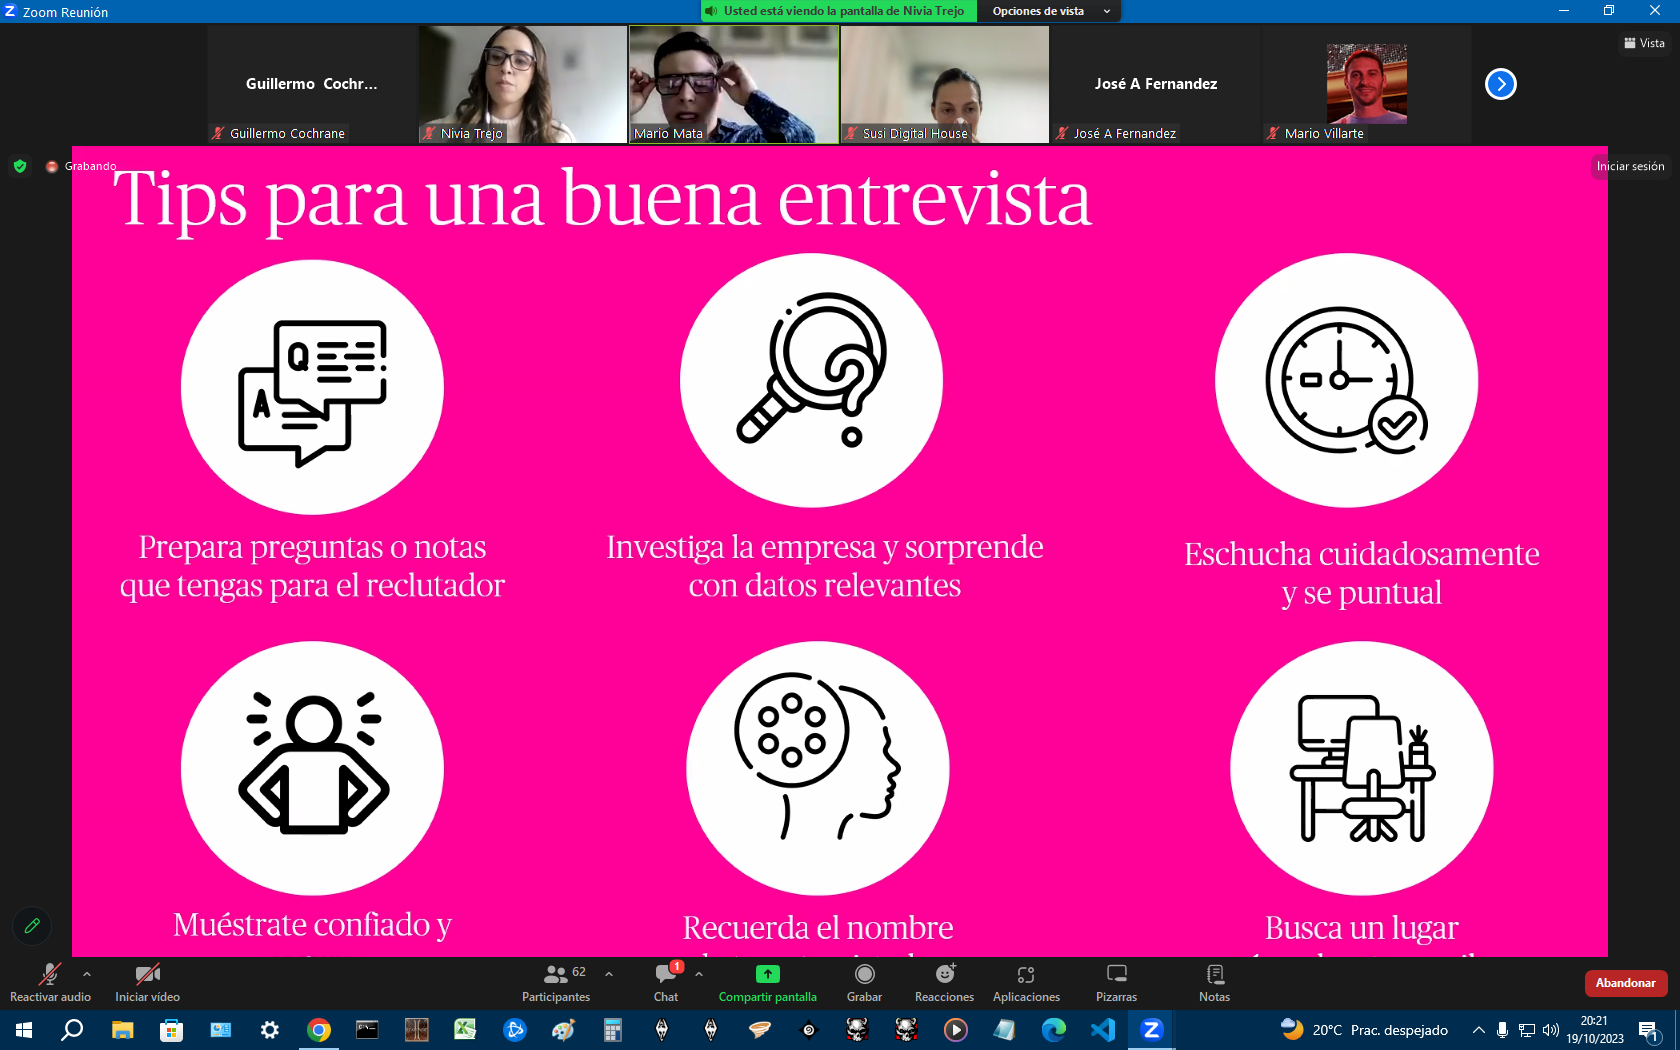 Zoom Reunión
Usted está viendo la pantalla de Nivia Trejo
Opciones de vista
Vista
Guillermo Cochr...
José A Fernandez
Guillermo Cochrane
Nivia Trejo
Mario Mata
Susi Digital House
José A Fernandez
Mario Villarte
Grabando
Iniciar sesión
Tips para una buena entrevista
Q
A
Prepara preguntas o notas
que tengas para el reclutador
Investiga la empresa y sorprende
con datos relevantes
Eschucha cuidadosamente
y se puntual
Muéstrate confiado y
Recuerda el nombre
Busca un lugar
Reactivar audio
Iniciar vídeo
62
Participantes
1
Chat
Compartir pantalla
Grabar
Reacciones
Aplicaciones
Pizarras
Notas
Abandonar
20°C Prac. despejado
20:21
19/10/2023
1